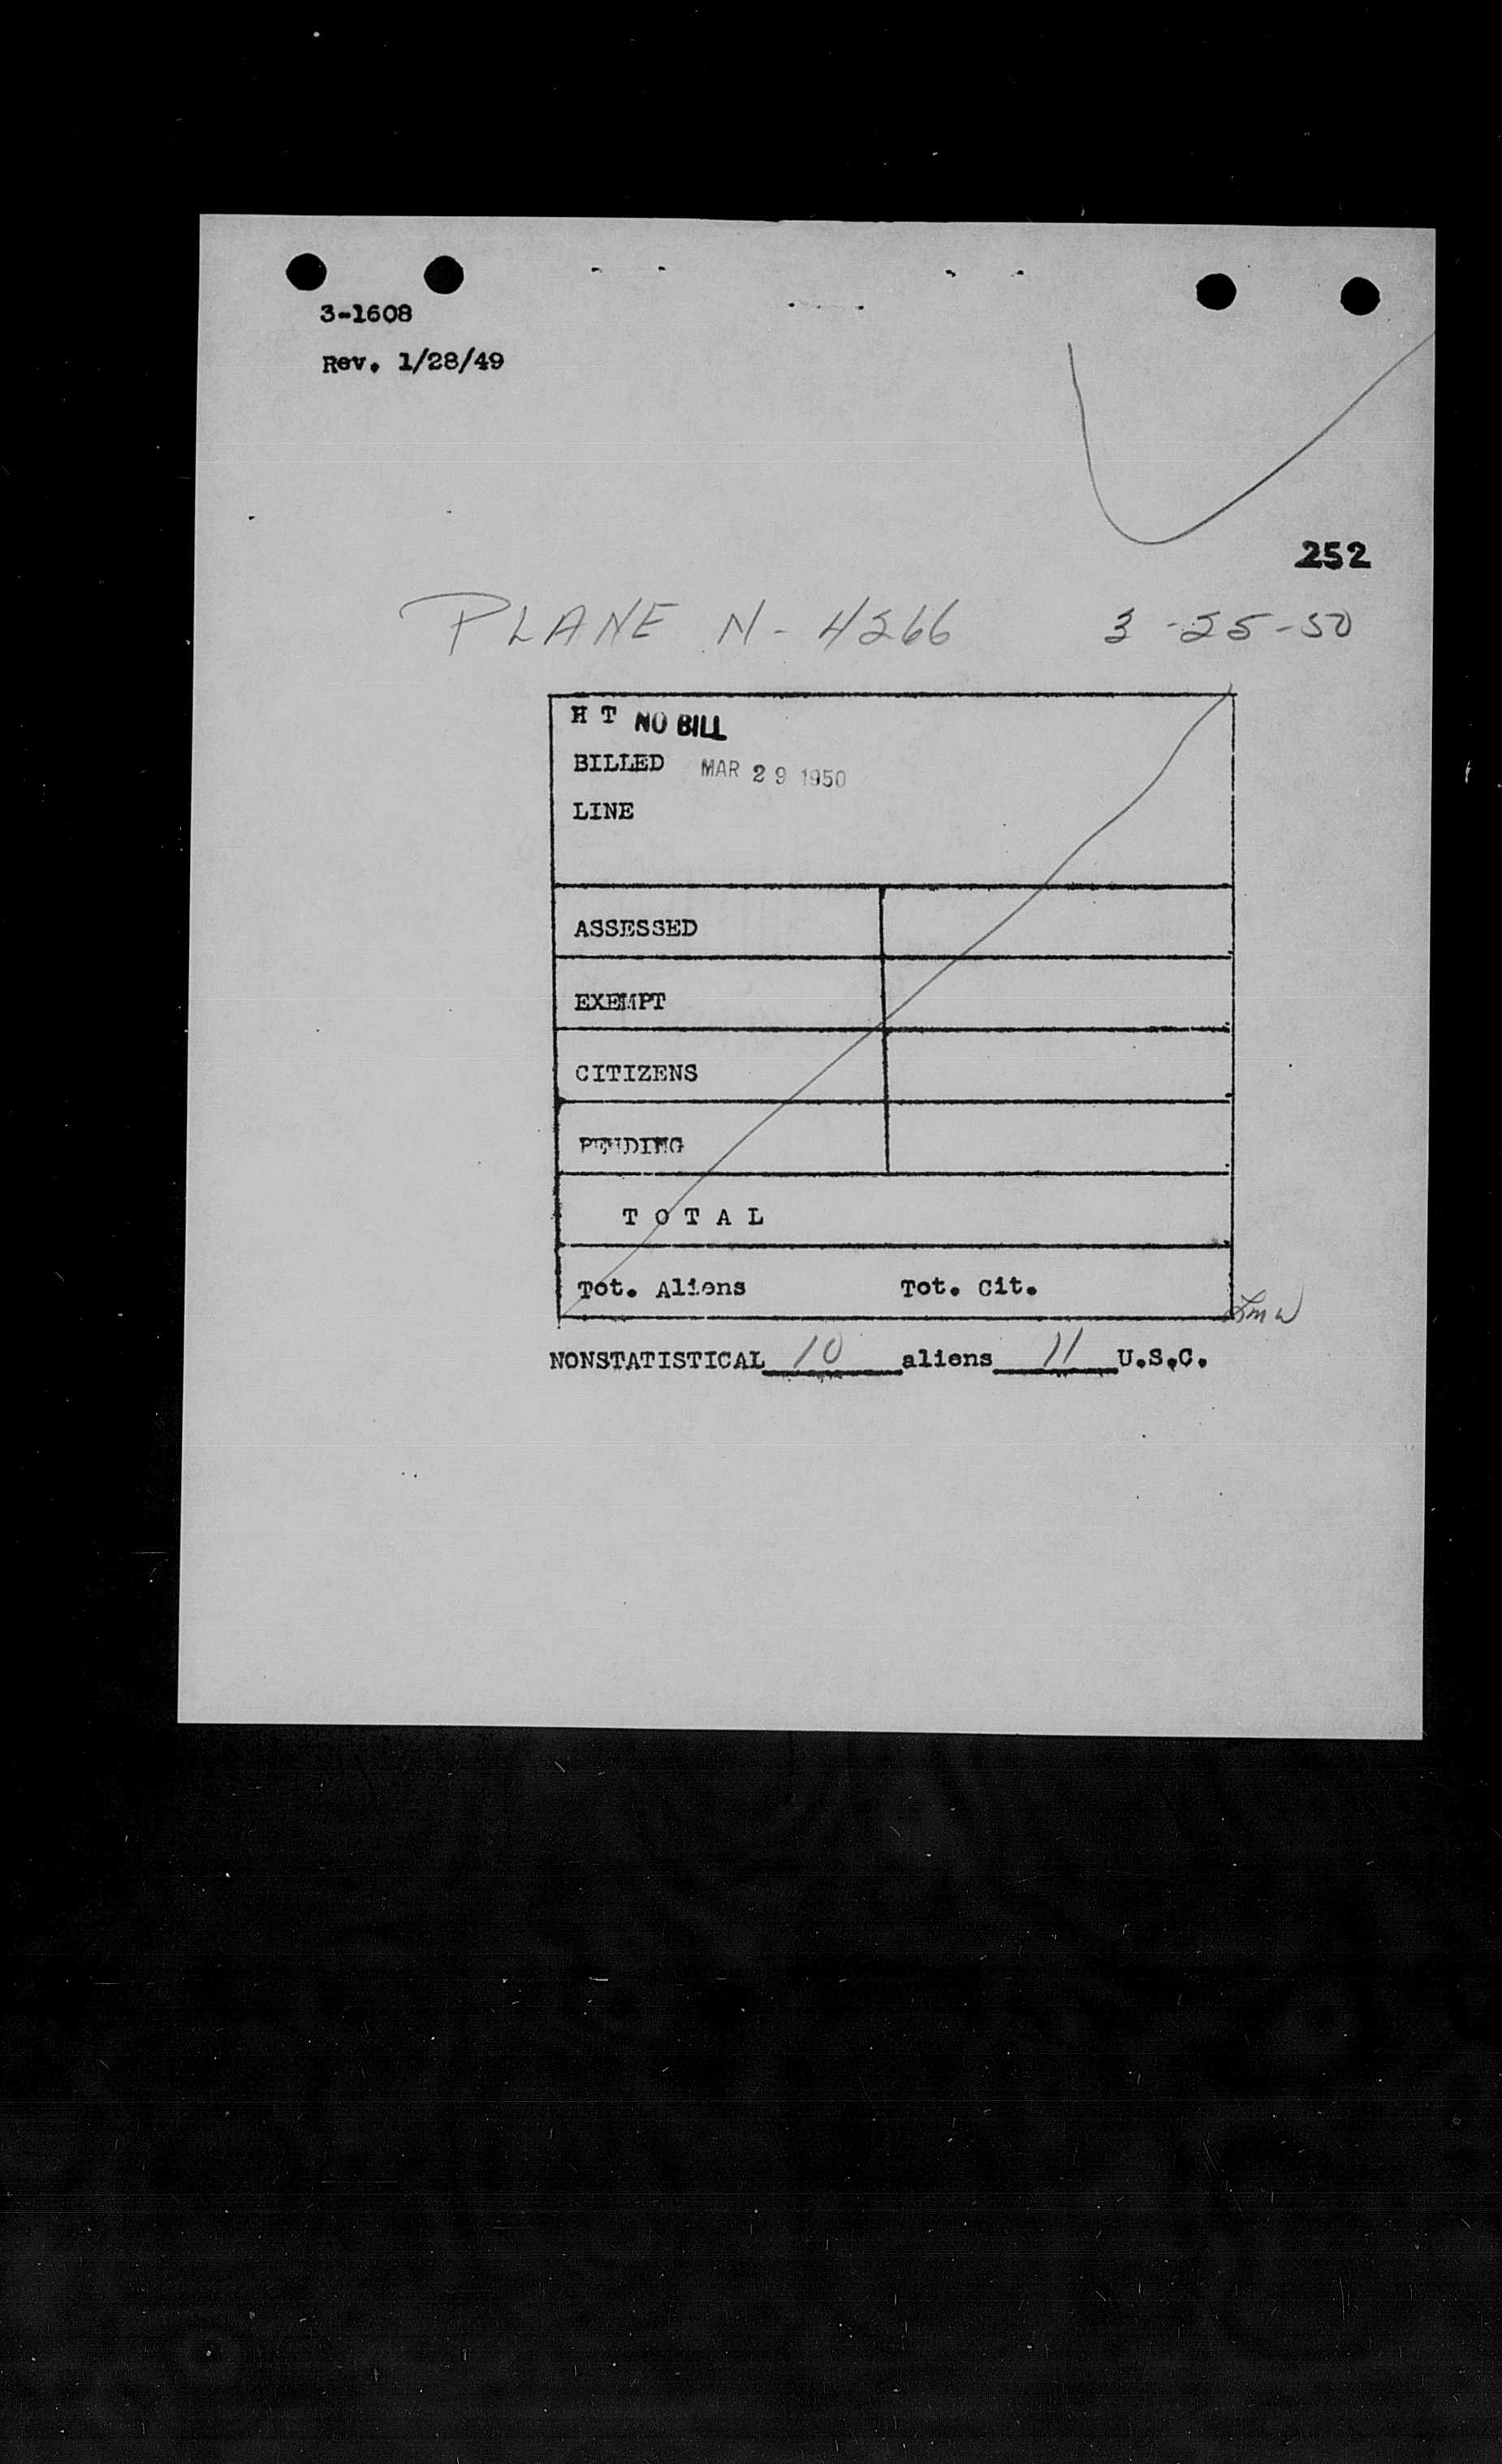 3-1608
Rev. 1/28/49
252
PLANE N-4266 3-25-50
H T NO BILL
BILLED MAR 29 1950
LINE
ASSESSED
EXEMPT
CITIZENS
PENDING
T O T A L
Tot. Aliens Tot. Cit.
NONSTATISTICAL 10 aliens 11 U.S.C.